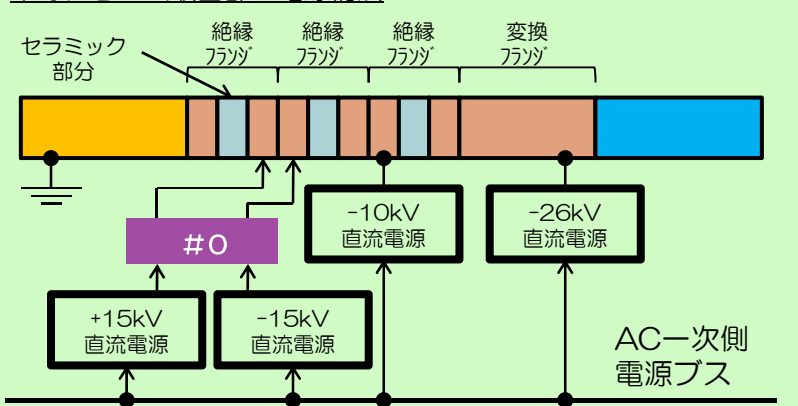 セラミック
部分
絶縁
フランジ
絶縁
フランジ
絶縁
フランジ
変換
フランジ
-10kV
直流電源
-26kV
直流電源
#0
+15kV
直流電源
-15kV
直流電源
AC一次側
電源ブス